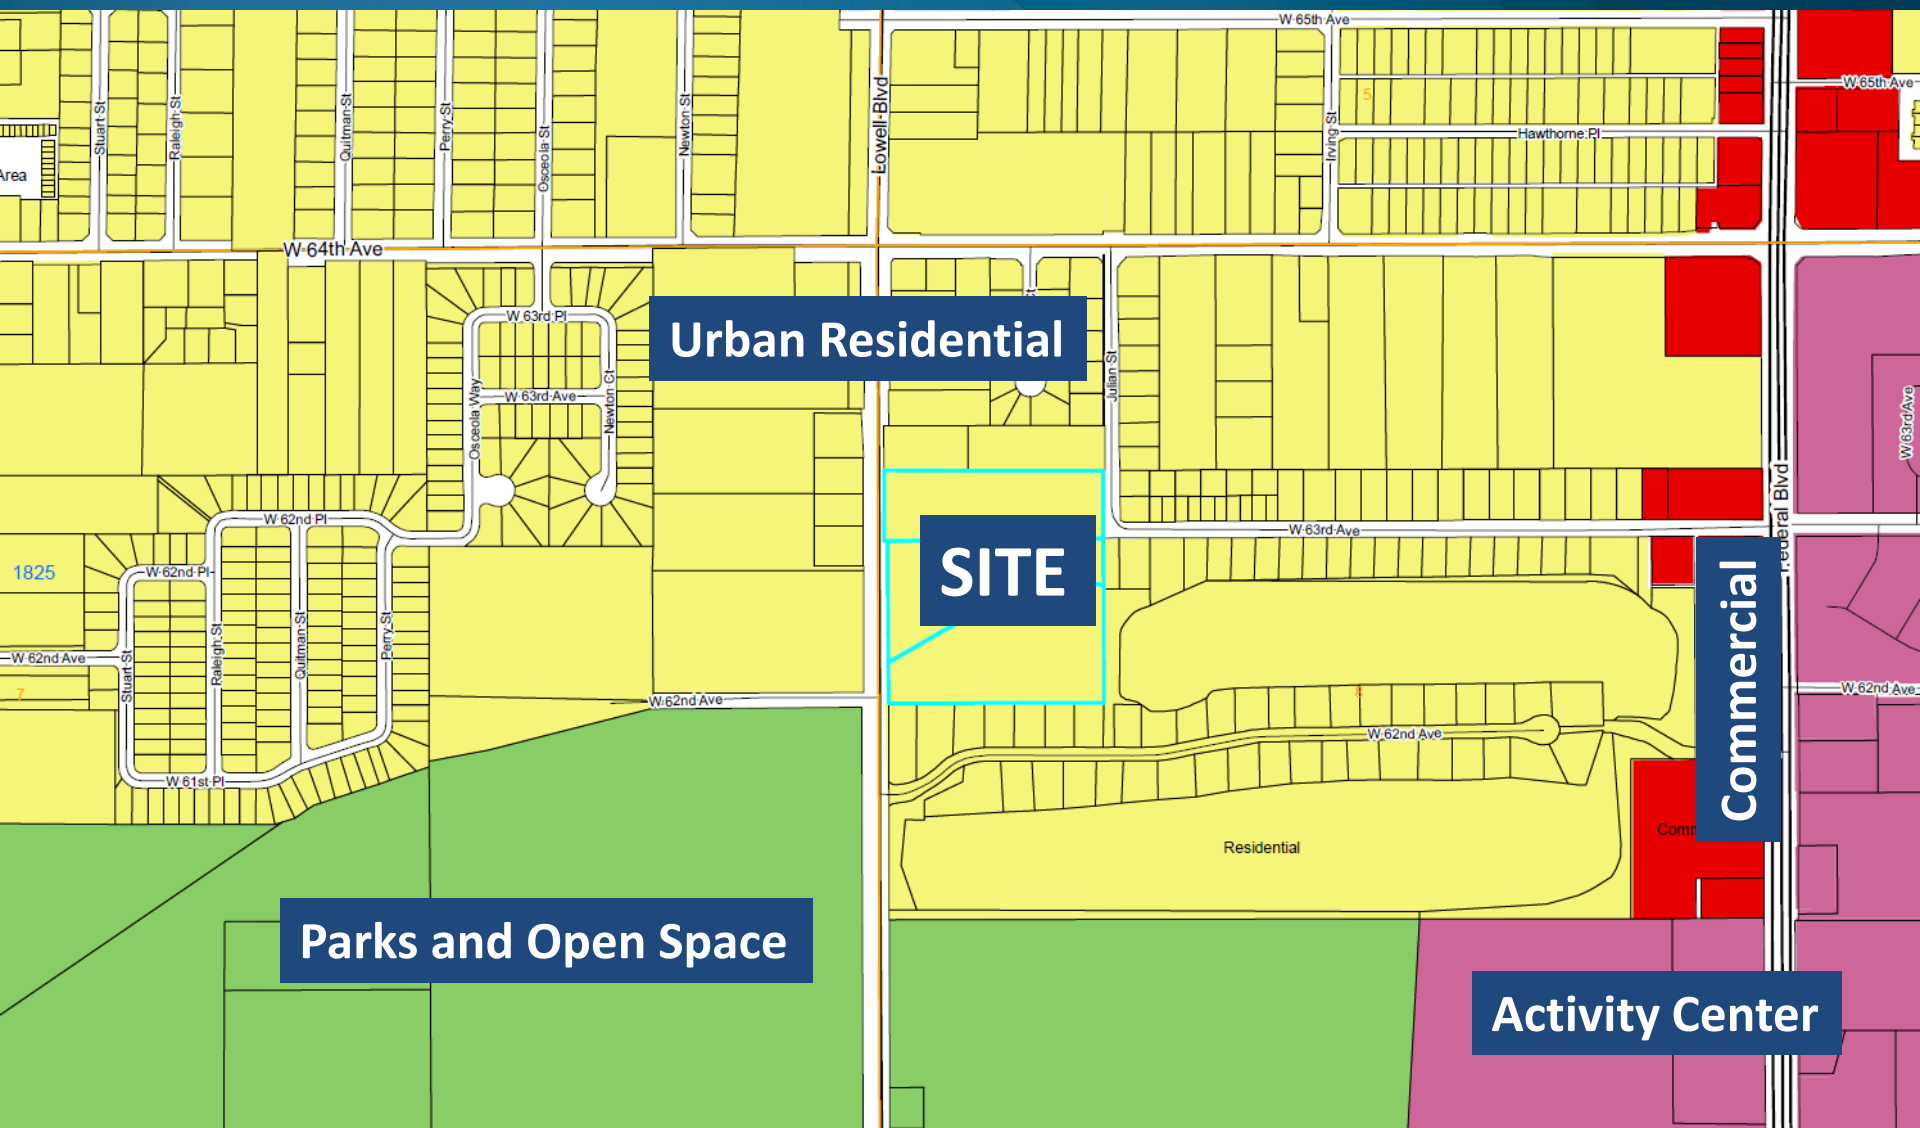 W 65th Ave
W 65th Ave
Stuart St
Raleigh St
Quitman St
Perry St
Osceola St
Newton St
Lowell Blvd
Irving St
5
Hawthorne Pl
Area
W 64th Ave
W 63rd Pl
Urban Residential
Julian St
Osceola Way
W 63rd Ave
Newton Ct
W 63rd Ave
Federal Blvd
W 62nd Pl
W 63rd Ave
SITE
1825
W 62nd Pl
Commercial
Stuart St
Raleigh St
Quitman St
Perry St
W 62nd Ave
7
W 62nd Ave
W 62nd Ave
W 62nd Ave
W 61st Pl
Comm
Residential
Parks and Open Space
Activity Center